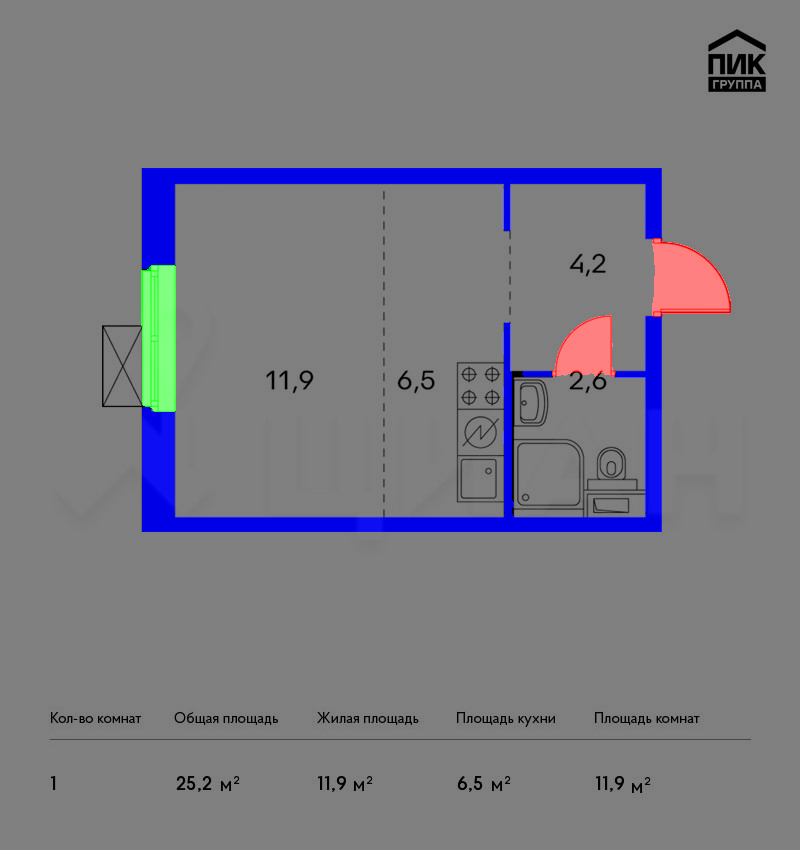 ПИК
ГРУППА
4,2
11,9
6,5
2,6
ЦИАН
Кол-во комнат Общая площадь Жилая площадь Площадь кухни Площадь комнат
1 25,2 м² 11,9 м² 6,5 м² 11,9 м²